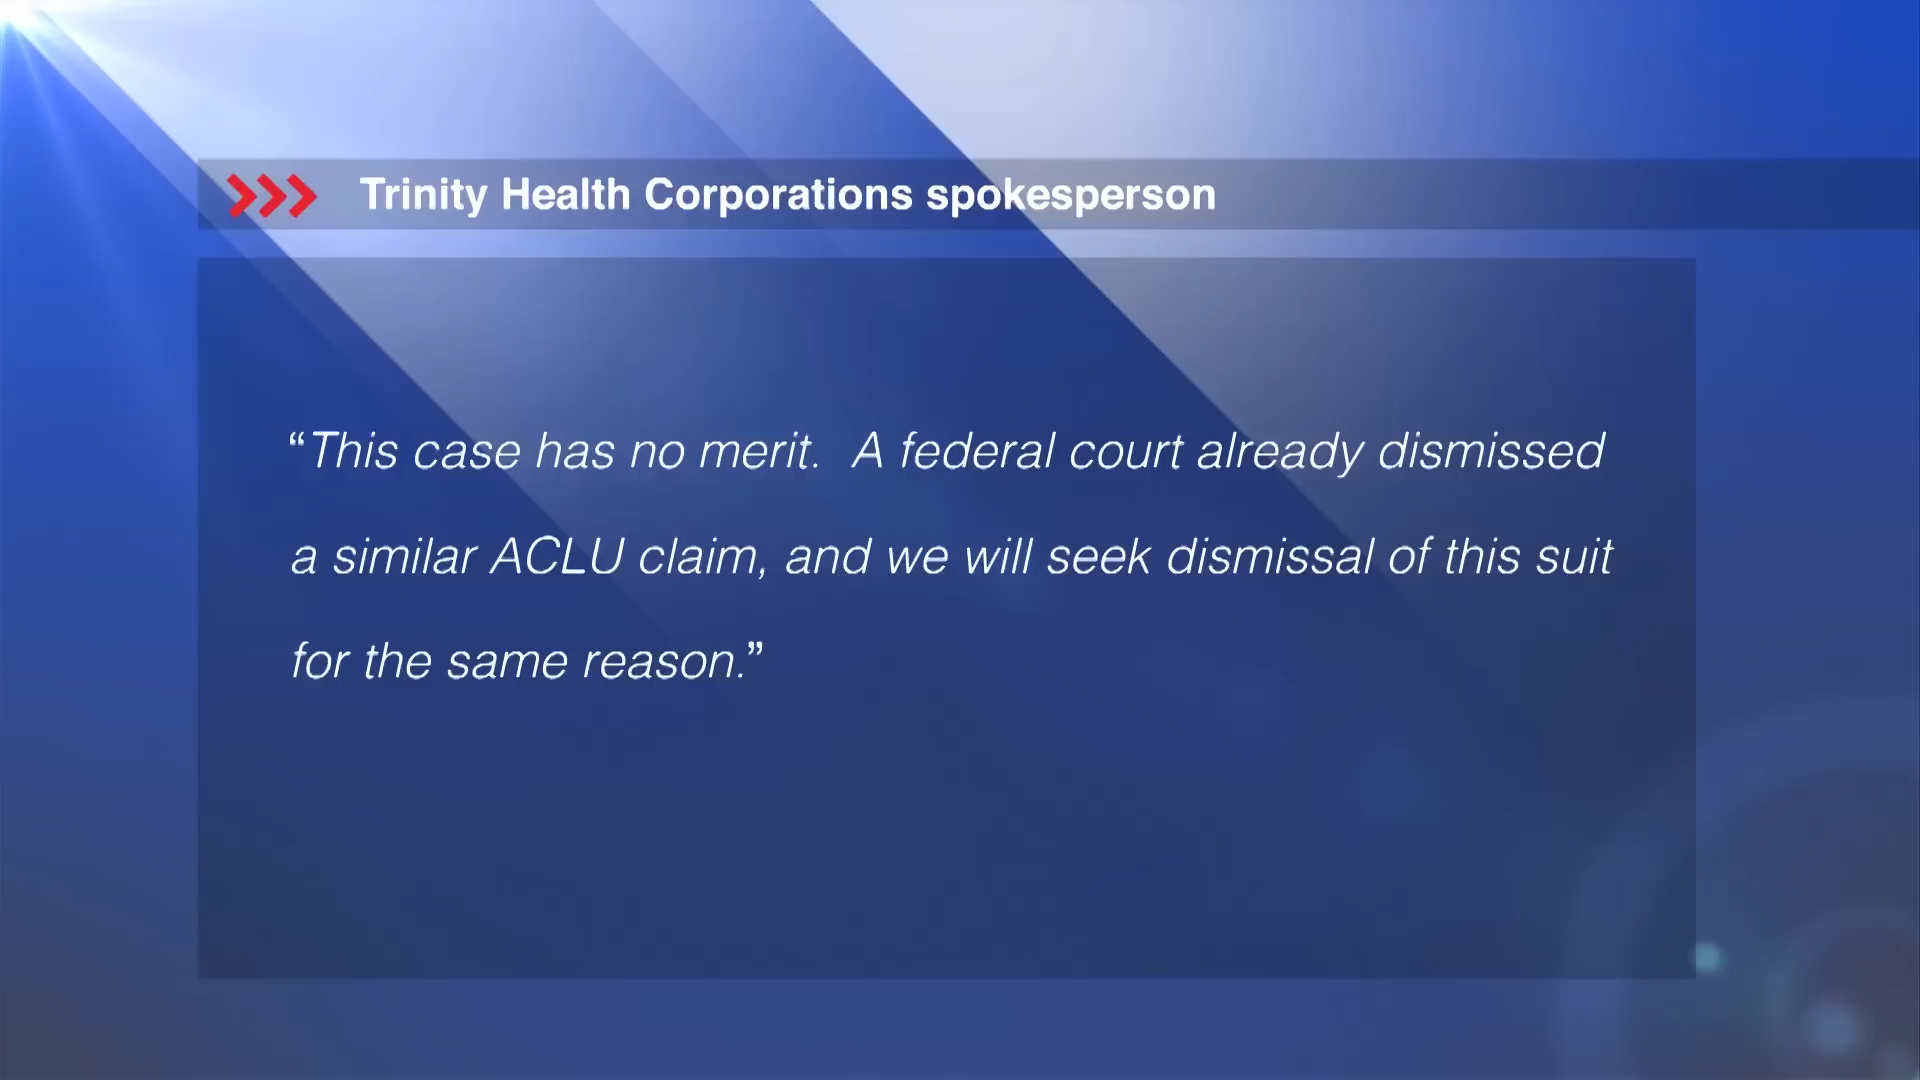 Trinity Health Corporations spokesperson
“This case has no merit.  A federal court already dismissed
a similar ACLU claim, and we will seek dismissal of this suit
for the same reason.”